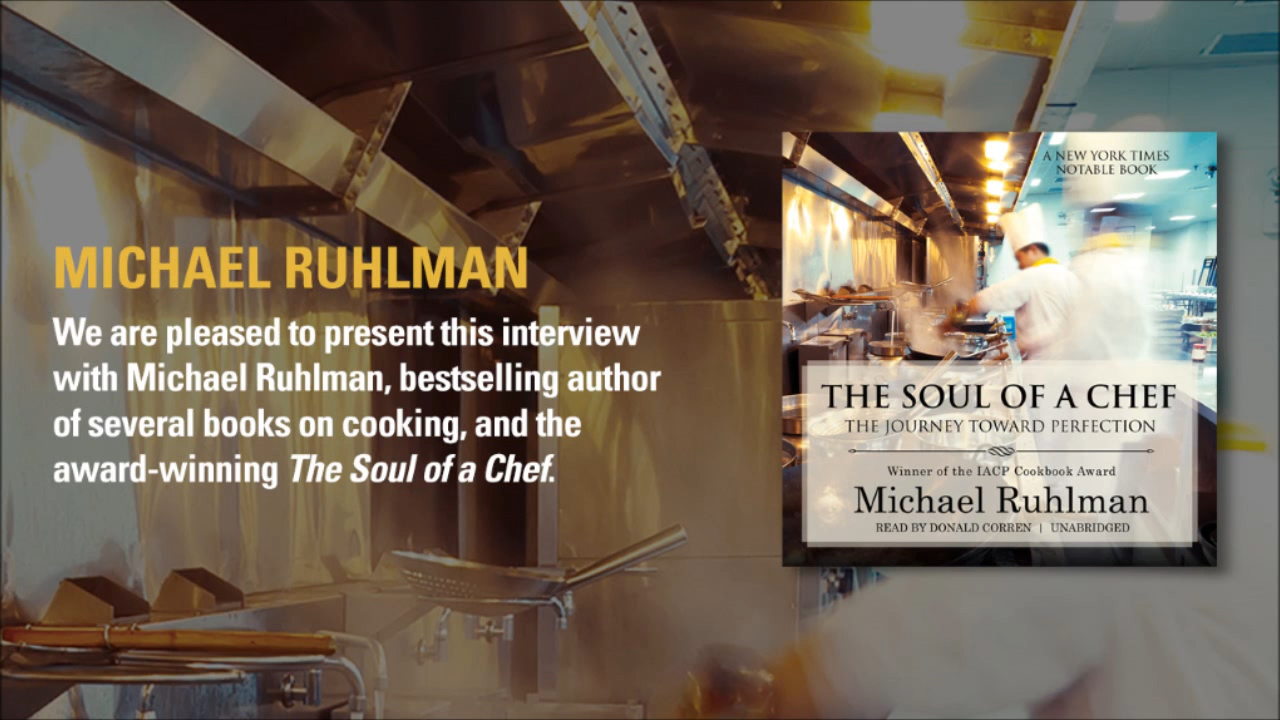 MICHAEL RUHLMAN
We are pleased to present this interview
with Michael Ruhlman, bestselling author
of several books on cooking, and the
award-winning The Soul of a Chef.
A NEW YORK TIMES
NOTABLE BOOK
THE SOUL OF A CHEF
THE JOURNEY TOWARD PERFECTION
Winner of the IACP Cookbook Award
Michael Ruhlman
READ BY DONALD CORREN | UNABRIDGED